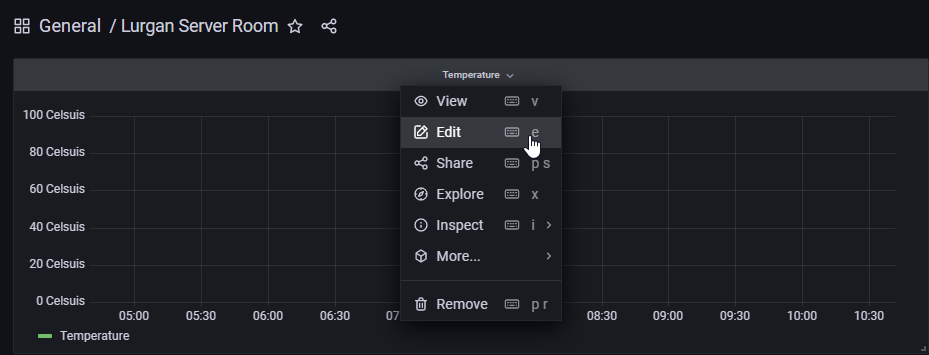 General / Lurgan Server Room
Temperature
View v
Edit e
Share p s
Explore x
Inspect i
More...
Remove p r
100 Celsuis
80 Celsuis
60 Celsuis
40 Celsuis
20 Celsuis
0 Celsuis
05:00 05:30 06:00 06:30 08:30 09:00 09:30 10:00 10:30
Temperature